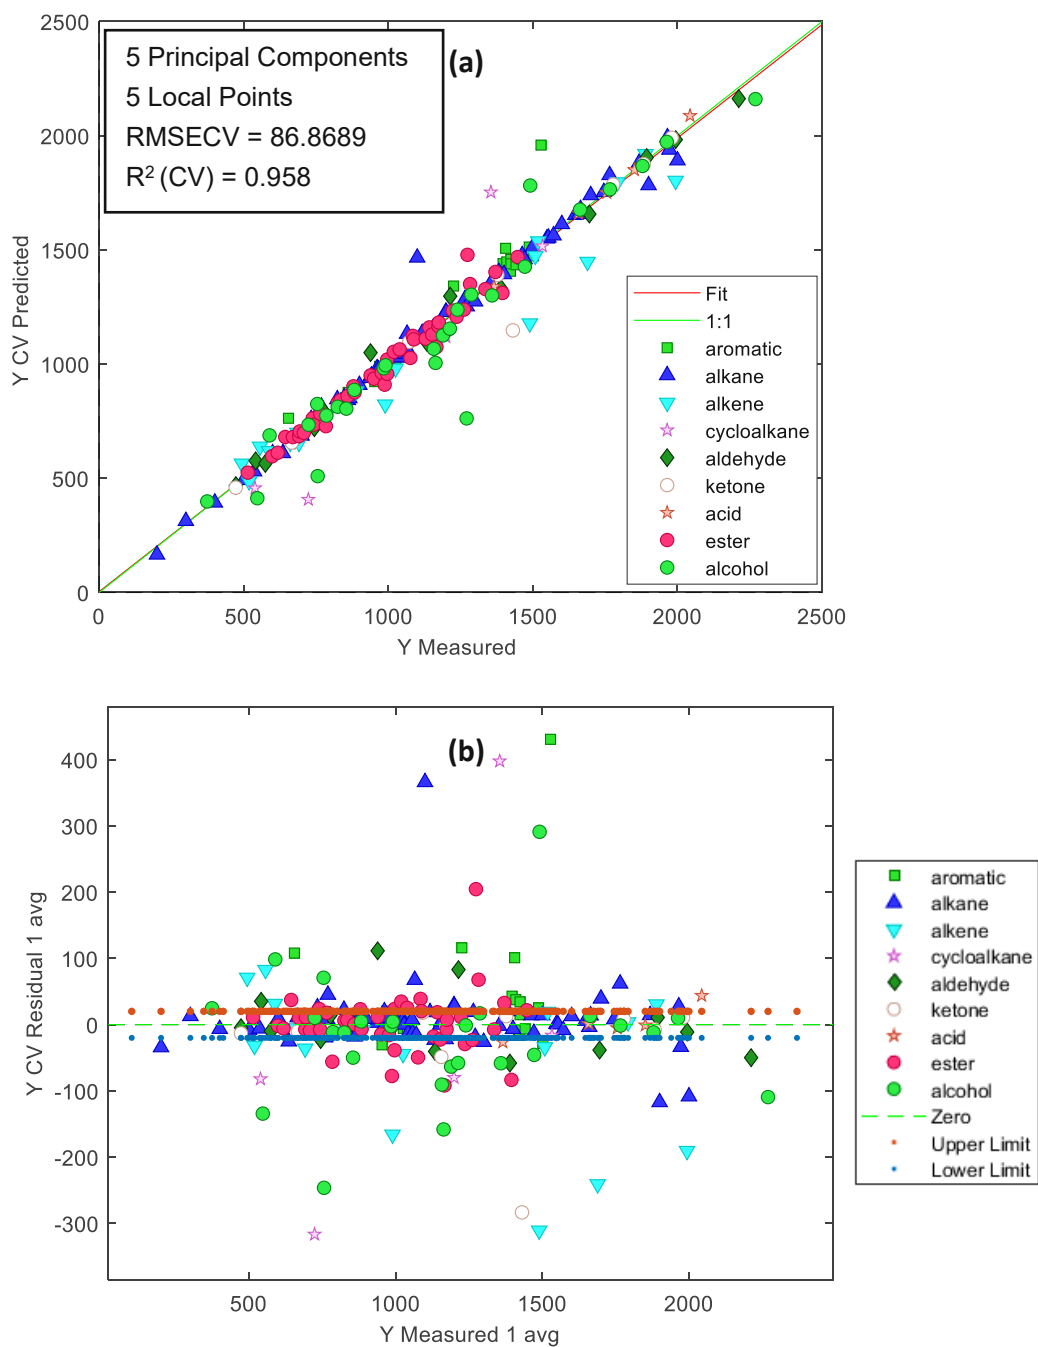 5 Principal Components
5 Local Points
RMSECV = 86.8689
R² (CV) = 0.958
(a)
2500
2000
1500
1000
500
0
Y CV Predicted
0 500 1000 1500 2000 2500
Y Measured
Fit
1:1
aromatic
alkane
alkene
cycloalkane
aldehyde
ketone
acid
ester
alcohol
(b)
400
300
200
100
0
-100
-200
-300
Y CV Residual 1 avg
500 1000 1500 2000
Y Measured 1 avg
aromatic
alkane
alkene
cycloalkane
aldehyde
ketone
acid
ester
alcohol
Zero
Upper Limit
Lower Limit